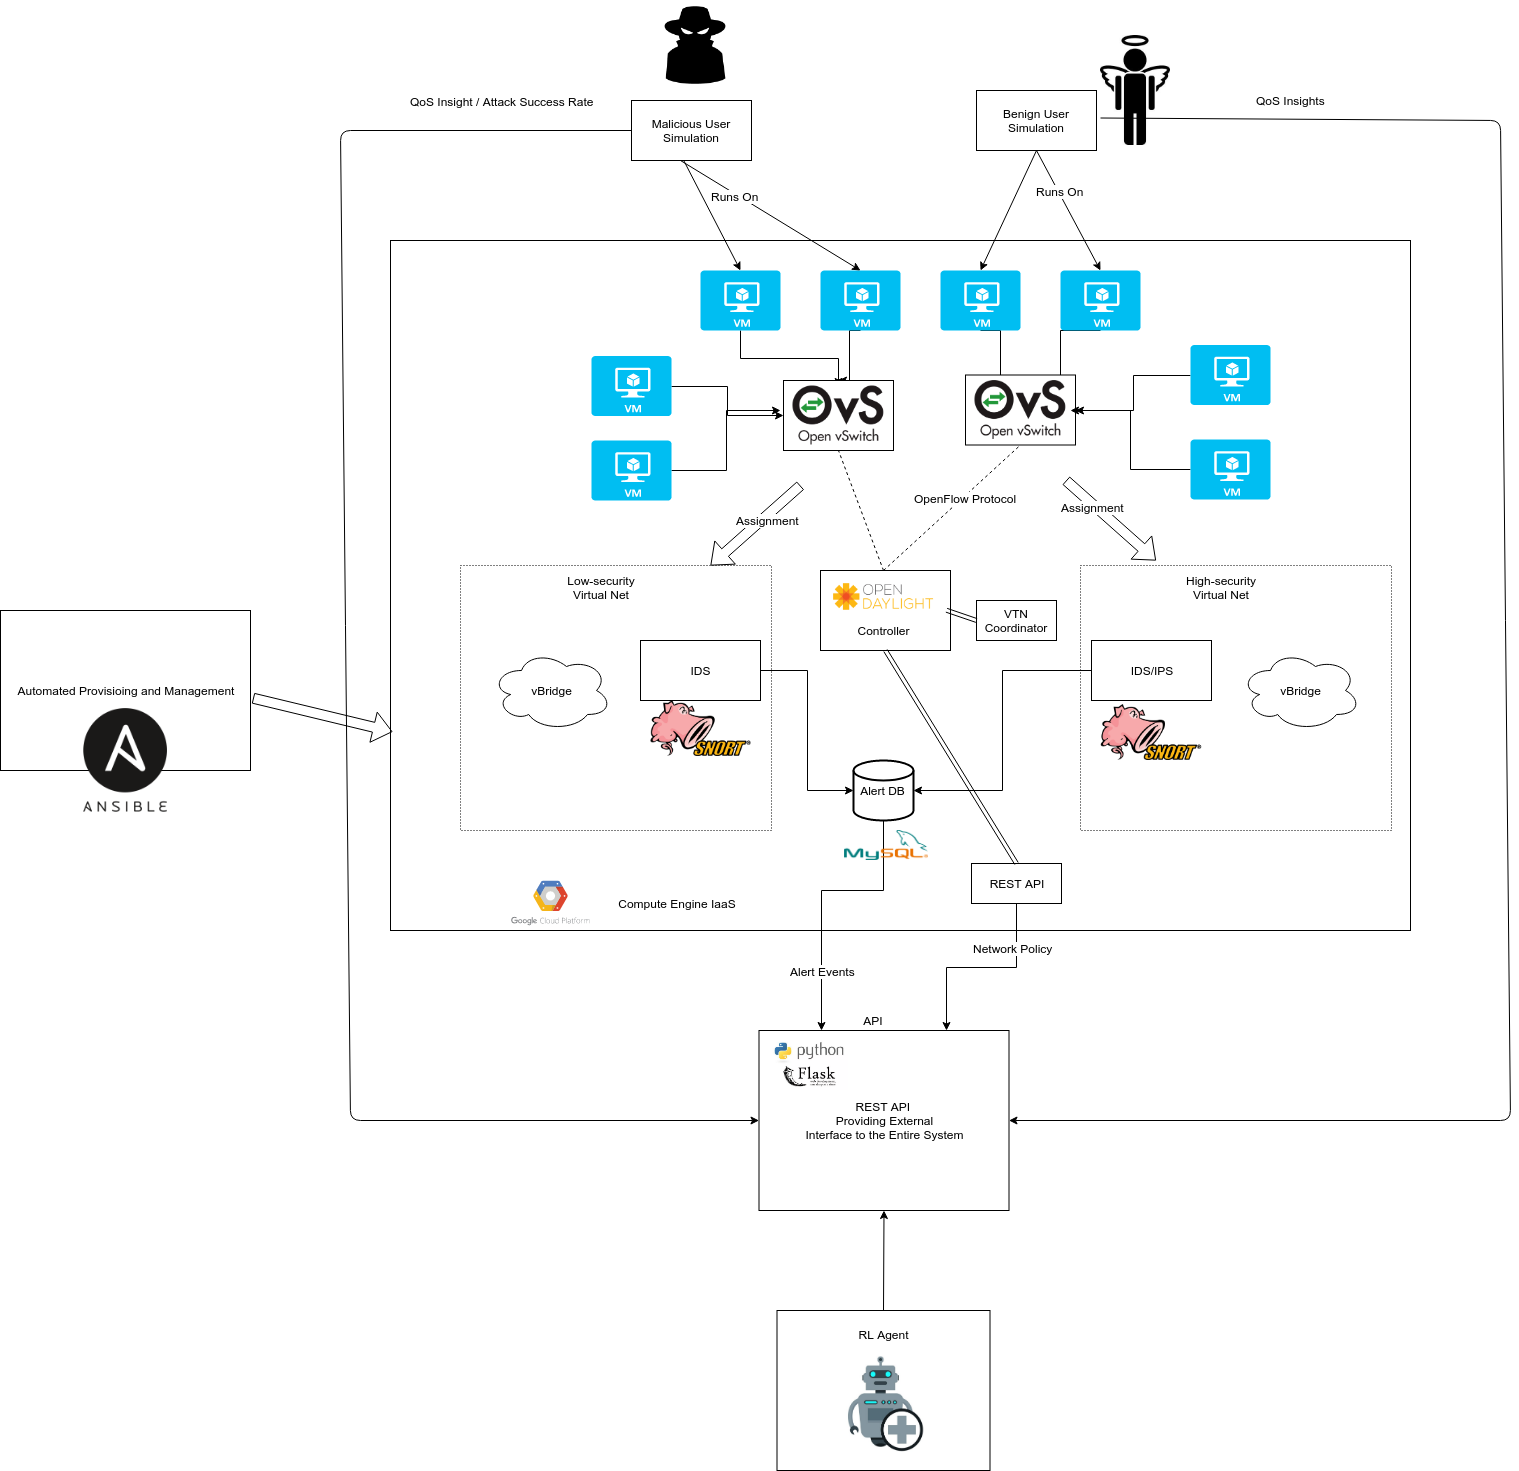 QoS Insight / Attack Success Rate
Malicious User
Simulation
Benign User
Simulation
QoS Insights
Runs On
Runs On
VM
VM
VM
VM
VM
VM
VM
VM
OvS
Open vSwitch
OvS
Open vSwitch
OpenFlow Protocol
Assignment
Assignment
Low-security
Virtual Net
High-security
Virtual Net
OPEN
DAYLIGHT
Controller
VTN
Coordinator
vBridge
IDS
SNORT
IDS/IPS
SNORT
vBridge
Automated Provisioing and Management
ANSIBLE
Alert DB
MySQL
REST API
Google Cloud Platform
Compute Engine IaaS
Network Policy
Alert Events
API
python
Flask
REST API
Providing External
Interface to the Entire System
RL Agent